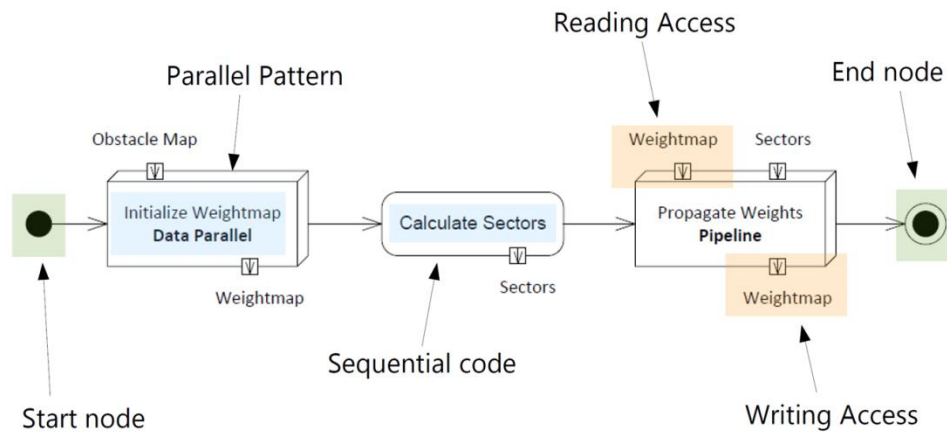 Reading Access
End node
Parallel Pattern
Obstacle Map
Weightmap
Sectors
Initialize Weightmap
Data Parallel
Calculate Sectors
Propagate Weights
Pipeline
Weightmap
Sectors
Weightmap
Sequential code
Start node
Writing Access